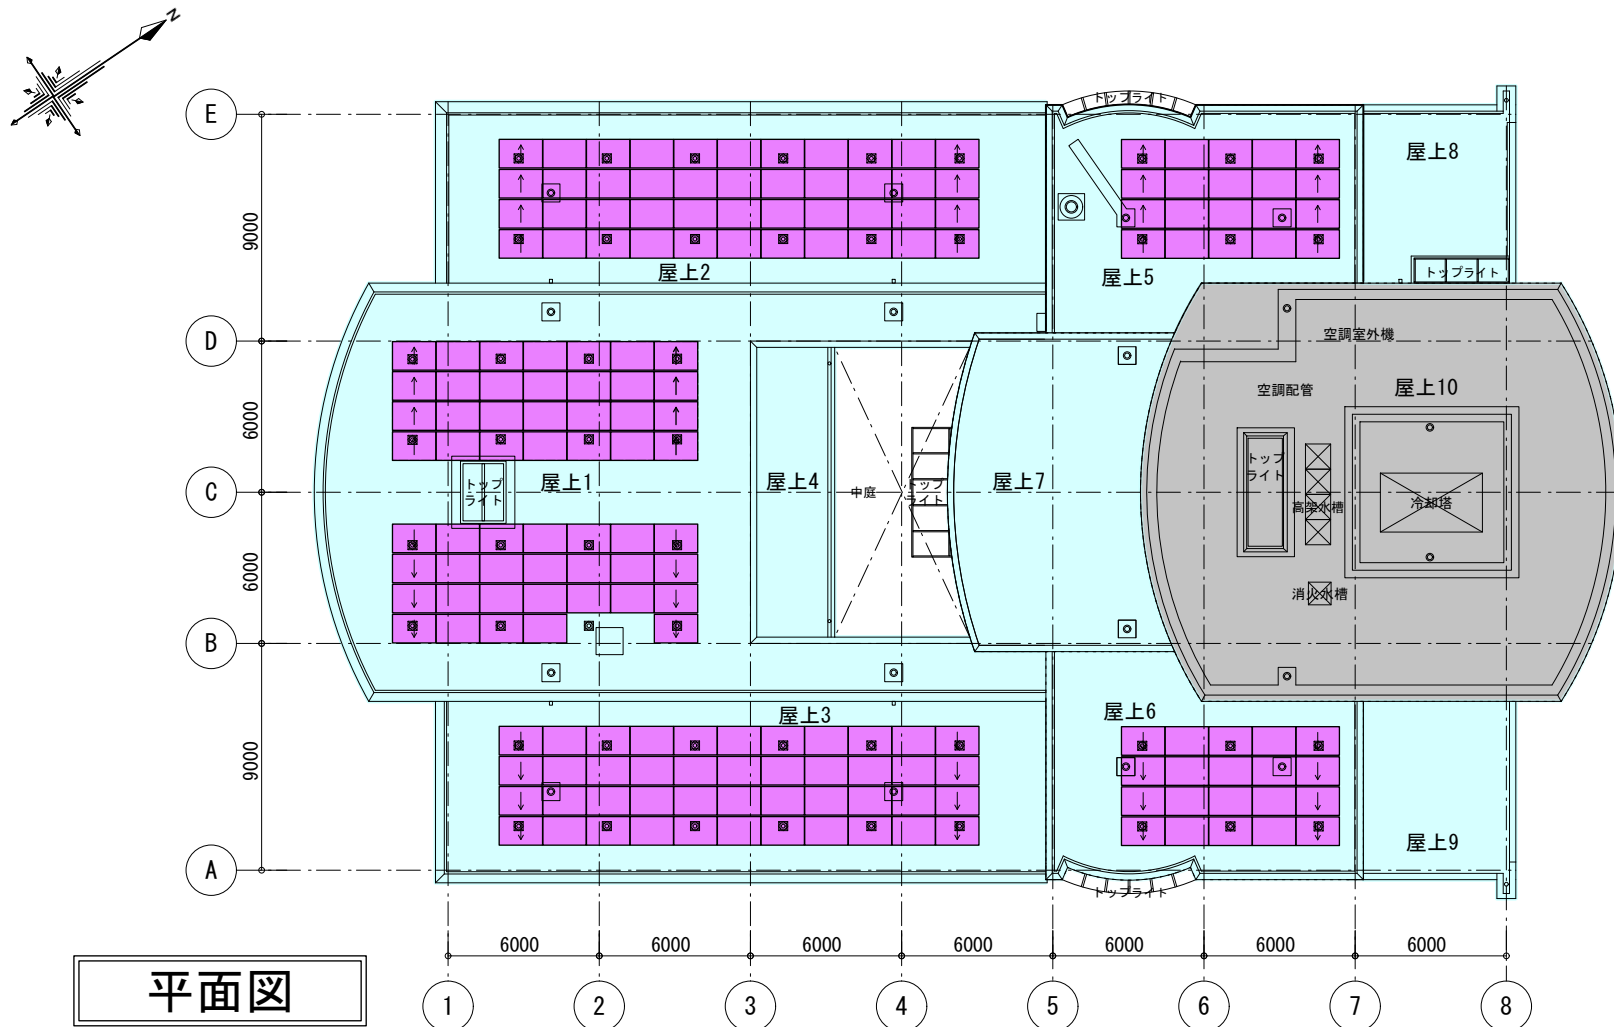 N
E
トップライト
屋上8
9000
屋上2
屋上5
トップライト
D
空調室外機
空調配管
屋上10
6000
C
トップ
ライト
屋上1
屋上4
中庭
トップ
ライト
屋上7
トップ
ライト
高架水槽
冷却塔
6000
消火水槽
B
屋上3
屋上6
9000
屋上9
A
トップライト
6000
6000
6000
6000
6000
6000
6000
平面図
1
2
3
4
5
6
7
8